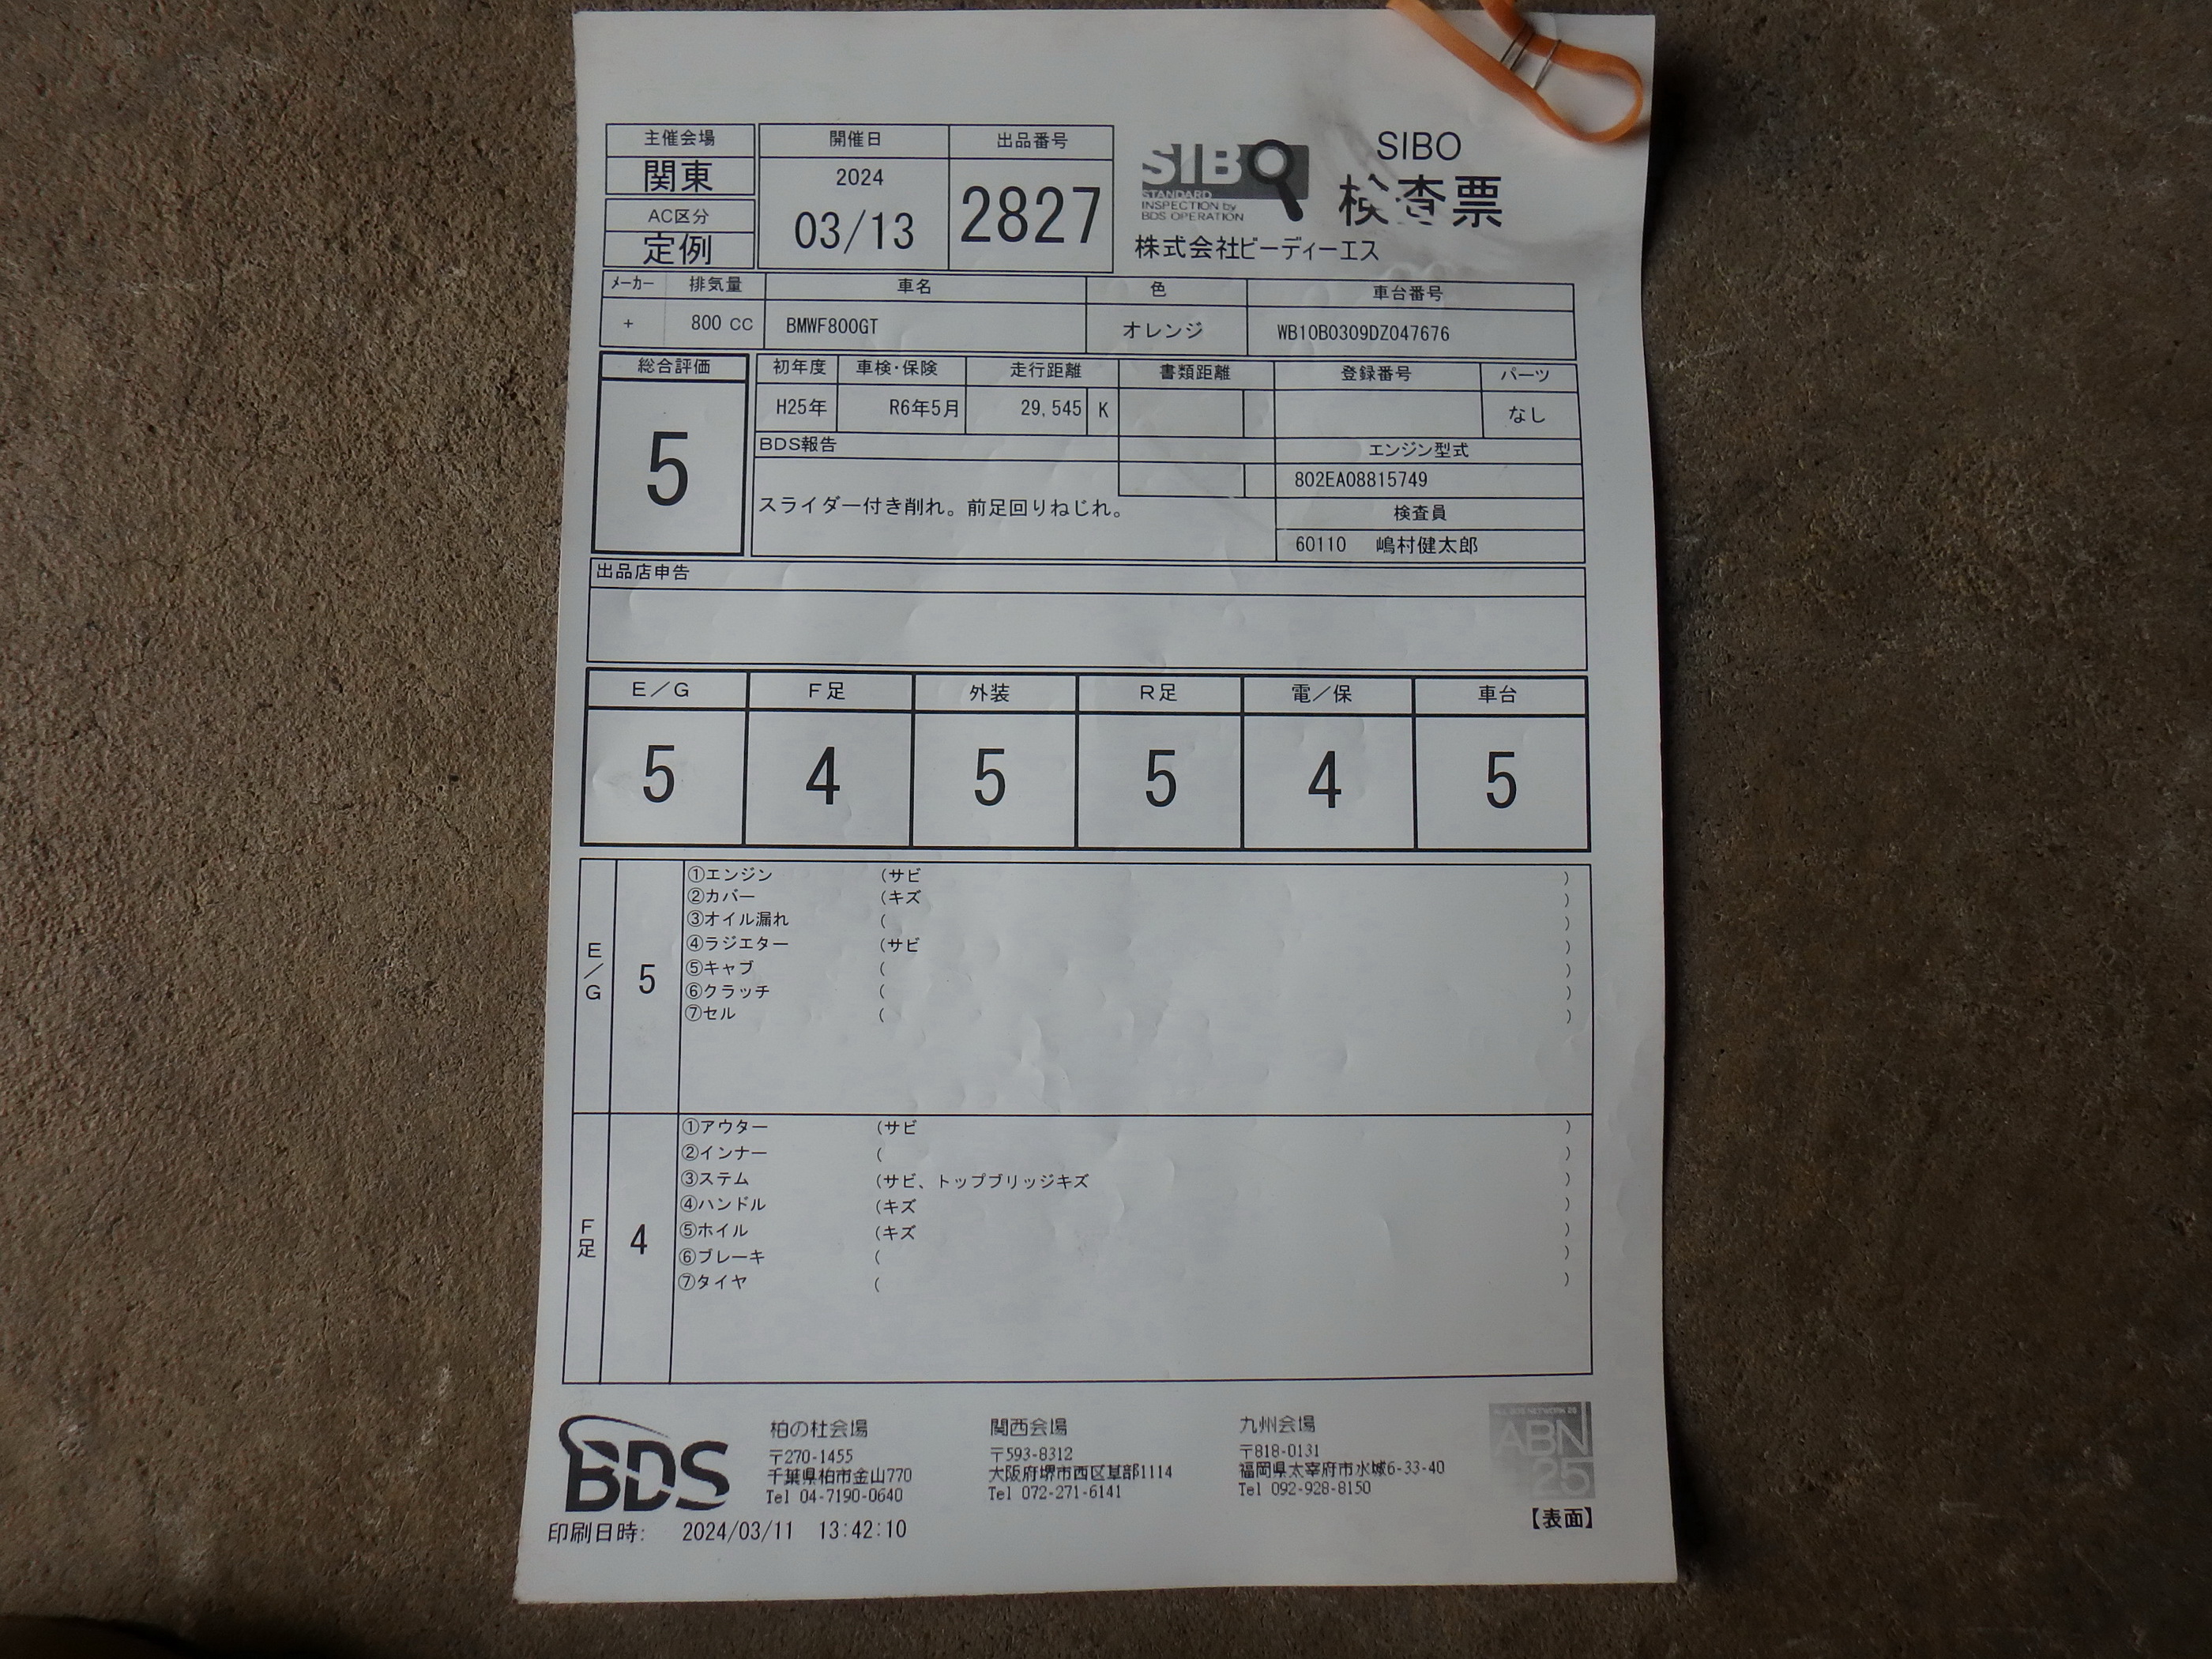 主催会場 開催日 出品番号
関東 2024 03/13 2827
AC区分
定例
SIBO
STANDARD
INSPECTION by
BDS OPERATION
SIBO
検査票
株式会社ビーディーエス
メーカー 排気量 車名 色 車台番号
+ 800 CC BMWF800GT オレンジ WB10B0309DZ047676
総合評価 初年度 車検・保険 走行距離 書類距離 登録番号 パーツ
5 H25年 R6年5月 29,545 K なし
BDS報告 エンジン型式
802EA08815749
スライダー付き削れ。前足回りねじれ。
検査員
60110 嶋村健太郎
出品店申告
E/G F足 外装 R足 電/保 車台
5 4 5 5 4 5
E/G 5
①エンジン (サビ )
②カバー (キズ )
③オイル漏れ ( )
④ラジエター (サビ )
⑤キャブ ( )
⑥クラッチ ( )
⑦セル ( )
F足 4
①アウター (サビ )
②インナー ( )
③ステム (サビ、トップブリッジキズ )
④ハンドル (キズ )
⑤ホイル (キズ )
⑥ブレーキ ( )
⑦タイヤ ( )
BDS
柏の杜会場
〒270-1455
千葉県柏市金山770
Tel 04-7190-0640
関西会場
〒593-8312
大阪府堺市西区草部1114
Tel 072-271-6141
九州会場
〒818-0131
福岡県太宰府市水城6-33-40
Tel 092-928-8150
ABN
25
【表面】
印刷日時: 2024/03/11 13:42:10